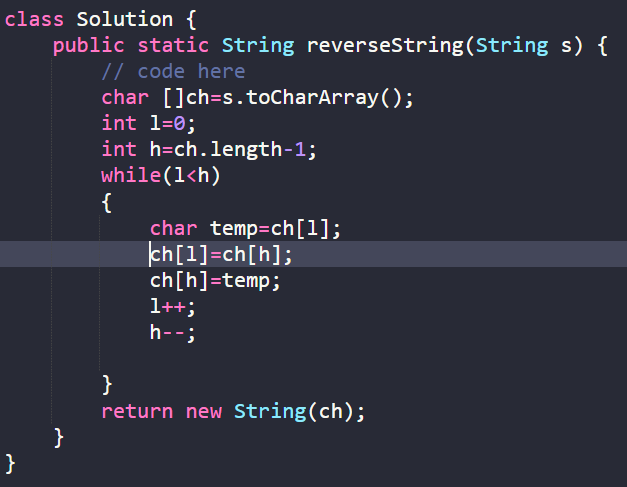 class Solution {
    public static String reverseString(String s) {
        // code here
        char []ch=s.toCharArray();
        int l=0;
        int h=ch.length-1;
        while(l<h)
        {
            char temp=ch[l];
            ch[l]=ch[h];
            ch[h]=temp;
            l++;
            h--;
        }
        return new String(ch);
    }
}